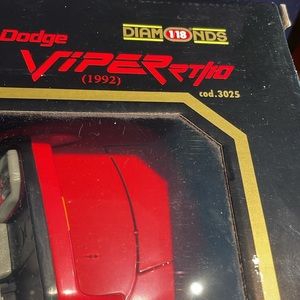 DIAMONDS
1:18
Dodge
VIPER RT/10
(1992)
cod.3025